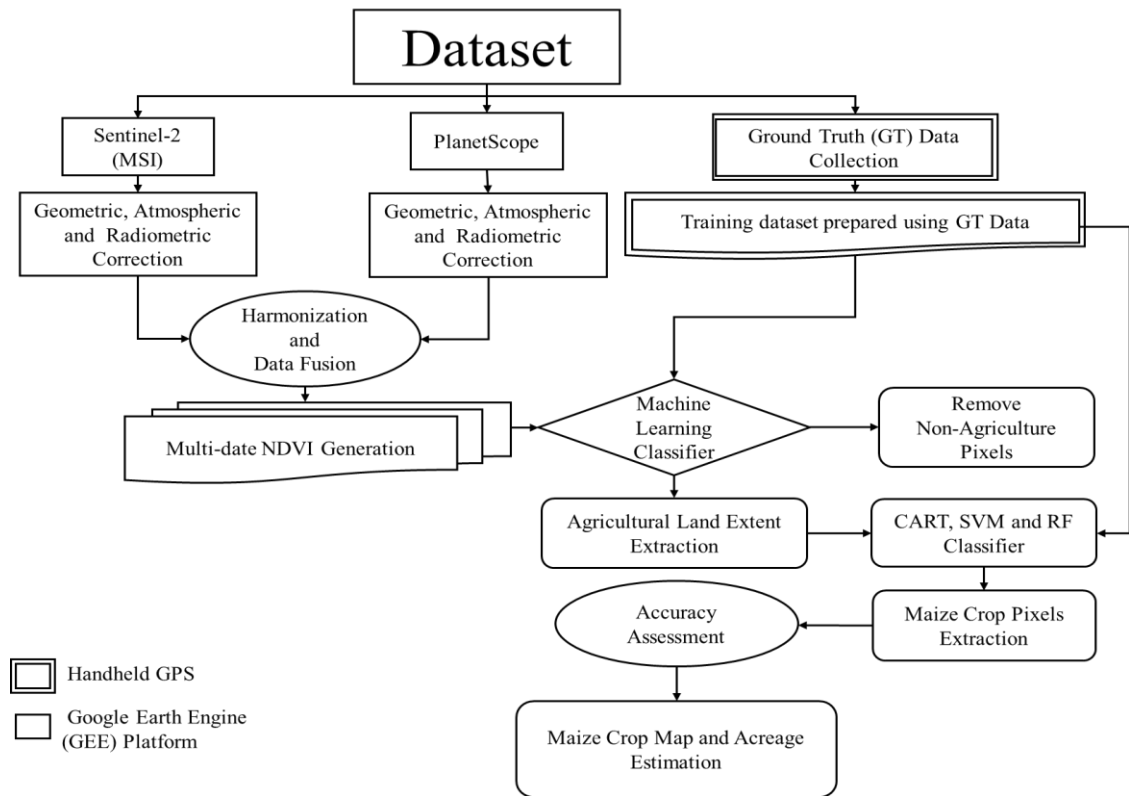 Dataset
Sentinel-2
(MSI)
PlanetScope
Ground Truth (GT) Data
Collection
Geometric, Atmospheric
and Radiometric
Correction
Geometric, Atmospheric
and Radiometric
Correction
Training dataset prepared using GT Data
Harmonization
and
Data Fusion
Multi-date NDVI Generation
Machine
Learning
Classifier
Remove
Non-Agriculture
Pixels
Agricultural Land Extent
Extraction
CART, SVM and RF
Classifier
Accuracy
Assessment
Maize Crop Pixels
Extraction
Handheld GPS
Google Earth Engine
(GEE) Platform
Maize Crop Map and Acreage
Estimation